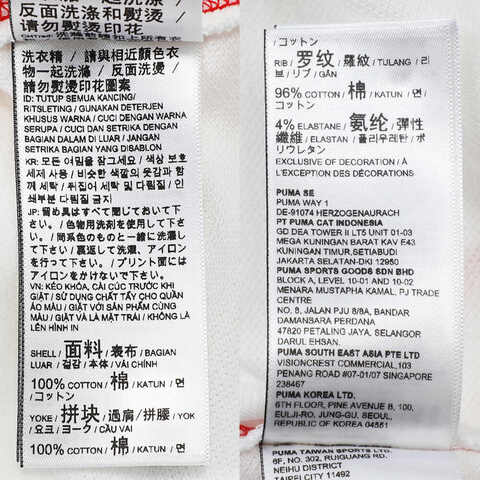 反面洗涤和熨烫
请勿熨烫印花
洗衣精 / 請與相近顏色衣
物一起洗滌 / 反面洗燙 /
請勿熨燙印花圖案
ID: TUTUP SEMUA KANCING/
RITSLETING / GUNAKAN DETERJEN
KHUSUS WARNA / CUCI DENGAN WARNA
SERUPA / CUCI DAN SETRIKA DENGAN
BAGIAN DALAM DI LUAR / JANGAN
SETRIKA BAGIAN YANG DISABLON
KR: 모든 여밈을 잠그세요 / 색상 보호
세제 사용 / 비슷한 색깔의 옷감과 함
께 세탁 / 뒤집어 세탁 및 다림질 / 인
쇄부분 다림질 금지
JP: 留め具はすべて閉じておいて下さ
い。/ 色物用洗剤を使用して下さ
い。/ 同系色のものと一緒に洗濯し
て下さい。/ 裏返して洗濯、アイロン
を行って下さい。/ プリント面には
アイロンをかけないで下さい。
VN: KÉO KHÓA, CÀI CÚC TRƯỚC KHI
GIẶT / SỬ DỤNG CHẤT TẨY CHO QUẦN
ÁO MÀU / GIẶT VỚI SẢN PHẨM CÙNG
MÀU / GIẶT VÀ LÀ MẶT TRÁI / KHÔNG LÀ
LÊN HÌNH IN
SHELL / 面料 / 表布 / BAGIAN
LUAR / 겉감 / 本体 / VẢI CHÍNH
100% COTTON / 棉 / KATUN / 면
/ コットン
YOKE / 拼块 / 過肩 / 拼腰 / YOKE
/ 요크 / ヨーク / CẦU VAI
100% COTTON / 棉 / KATUN / 면
/ コットン
RIB / 罗纹 / 羅紋 / TULANG / 리
브 / リブ / GÂN
96% COTTON / 棉 / KATUN / 면 /
コットン
4% ELASTANE / 氨纶 / 彈性
纖維 / ELASTAN / 폴리우레탄 / ポ
リウレタン
EXCLUSIVE OF DECORATION / À
L'EXCEPTION DES DÉCORATIONS.
PUMA SE
PUMA WAY 1
DE-91074 HERZOGENAURACH
PT PUMA CAT INDONESIA
GD DEA TOWER II LT5 UNIT 01-03
MEGA KUNINGAN BARAT KAV E43
KUNINGAN TIMUR,SETIABUDI
JAKARTA SELATAN-DKI 12950
PUMA SPORTS GOODS SDN BHD
BLOCK A, LEVEL 10-01 AND 10-02
MENARA MUSTAPHA KAMAL, PJ TRADE
CENTRE
NO. 8, JALAN PJU 8/8A, BANDAR
DAMANSARA PERDANA
47820 PETALING JAYA, SELANGOR
DARUL EHSAN.
PUMA SOUTH EAST ASIA PTE LTD
VISIONCREST COMMERCIAL,103
PENANG ROAD #07-01/07 SINGAPORE
238467
PUMA KOREA LTD.
6TH FLOOR, PINE AVENUE B, 100,
EULJI-RO, JUNG-GU, SEOUL,
REPUBLIC OF KOREA 04551
PUMA TAIWAN SPORTS LTD.
6F, NO. 302, RUIGUANG RD.
NEIHU DISTRICT
TAIPEI CITY 11492